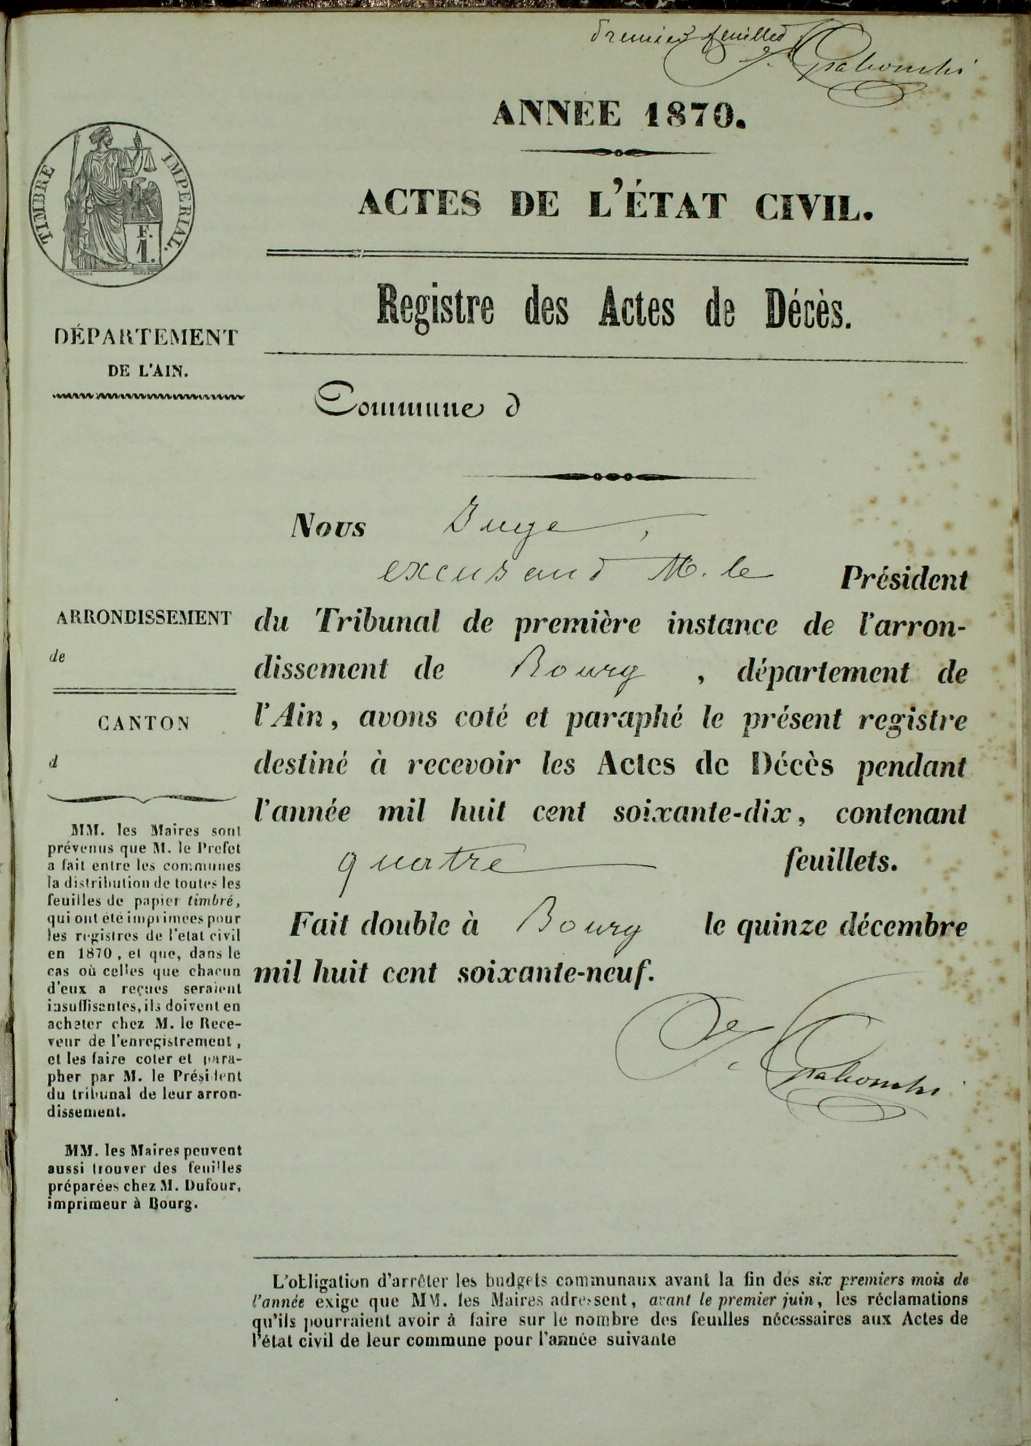 Premier feuillet
ANNÉE 1870.
ACTES DE L'ÉTAT CIVIL.
TIMBRE IMPERIAL.
F.
1.
Registre des Actes de Décès.
DÉPARTEMENT
DE L'AIN.
Commune d
Nous Juge,
excusant M. le Président
du Tribunal de première instance de l'arron-
dissement de Bourg, département de
l'Ain, avons coté et paraphé le présent registre
destiné à recevoir les Actes de Décès pendant
l'année mil huit cent soixante-dix, contenant
quatre feuillets.
Fait double à Bourg le quinze décembre
mil huit cent soixante-neuf.
ARRONDISSEMENT
de
CANTON
d
MM. les Maires sont
prévenus que M. le Prefet
a fait entre les communes
la distribution de toutes les
feuilles de papier timbré,
qui ont été imprimees pour
les registres de l'etat civil
en 1870, et que, dans le
cas où celles que chacun
d'eux a reçues seraient
insuffisantes, ils doivent en
acheter chez M. le Rece-
veur de l'enregistrement,
et les faire coter et para-
pher par M. le Président
du tribunal de leur arron-
dissement.
MM. les Maires peuvent
aussi trouver des feuilles
préparées chez M. Dufour,
imprimeur à Bourg.
L'obligation d'arrêter les budgets communaux avant la fin des six premiers mois de
l'année exige que MM. les Maires adressent, avant le premier juin, les réclamations
qu'ils pourraient avoir à faire sur le nombre des feuilles nécessaires aux Actes de
l'état civil de leur commune pour l'année suivante